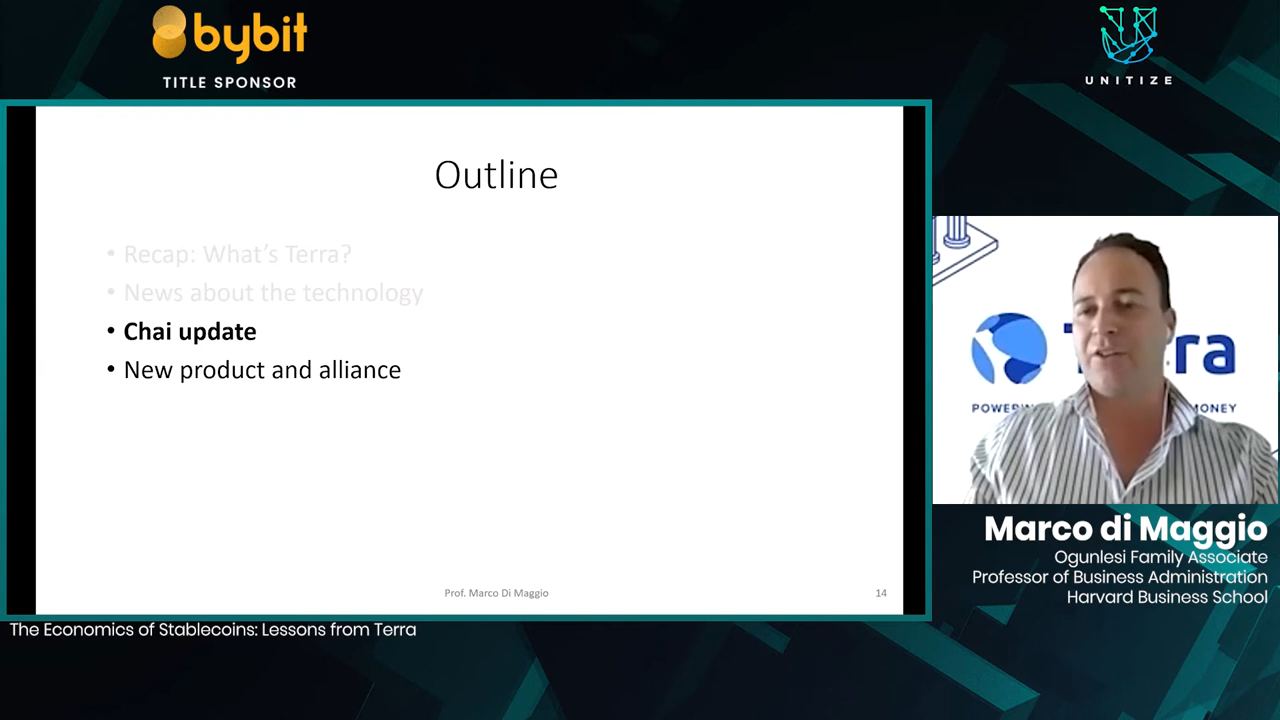 bybit
TITLE SPONSOR
UNITIZE
Outline
• Recap: What's Terra?
• News about the technology
• Chai update
• New product and alliance
Prof. Marco Di Maggio
14
ra
MONEY
Marco di Maggio
Ogunlesi Family Associate
Professor of Business Administration
Harvard Business School
The Economics of Stablecoins: Lessons from Terra